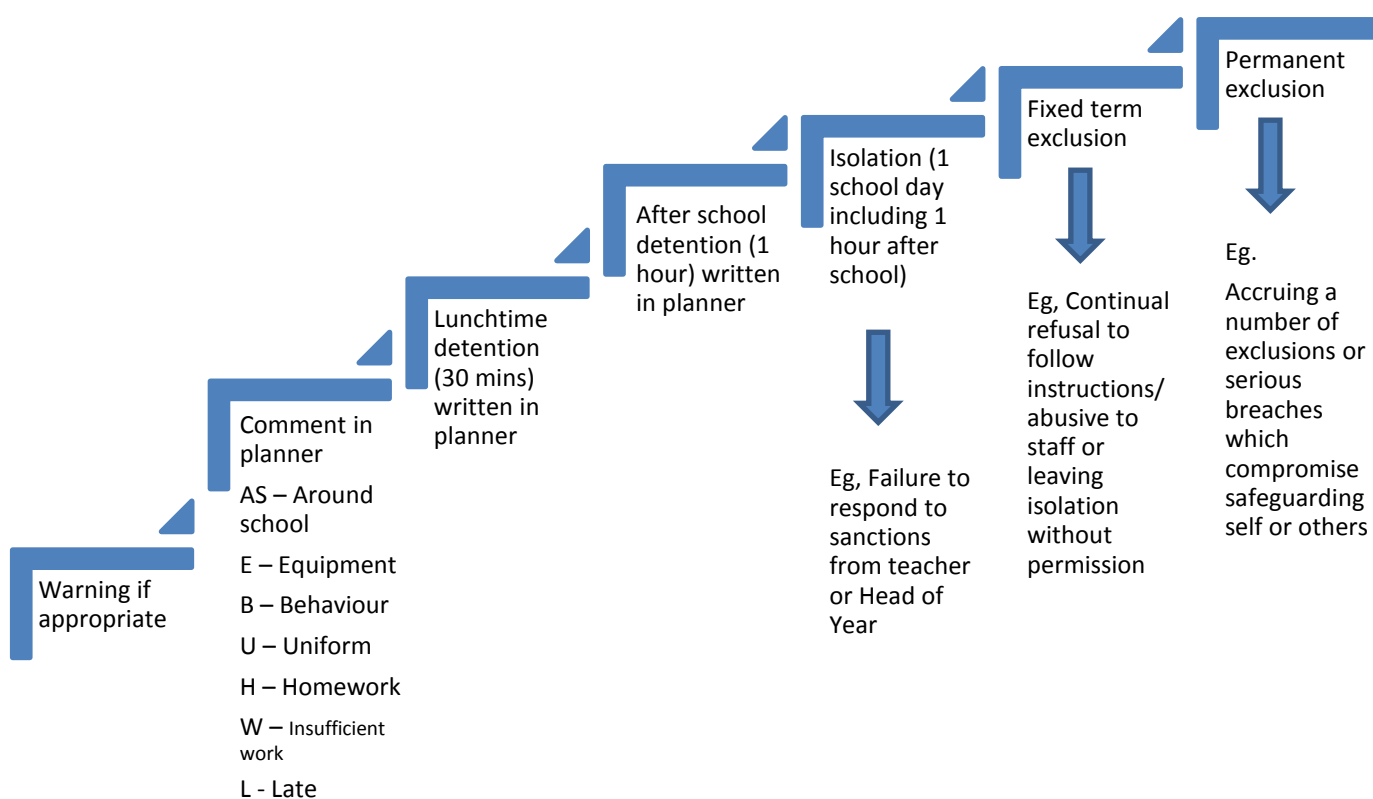 Warning if
appropriate
Comment in
planner
AS – Around
school
E – Equipment
B – Behaviour
U – Uniform
H – Homework
W – Insufficient
work
L - Late
Lunchtime
detention
(30 mins)
written in
planner
After school
detention (1
hour) written
in planner
Isolation (1
school day
including 1
hour after
school)
Eg, Failure to
respond to
sanctions
from teacher
or Head of
Year
Fixed term
exclusion
Eg, Continual
refusal to
follow
instructions/
abusive to
staff or
leaving
isolation
without
permission
Permanent
exclusion
Eg.
Accruing a
number of
exclusions or
serious
breaches
which
compromise
safeguarding
self or others